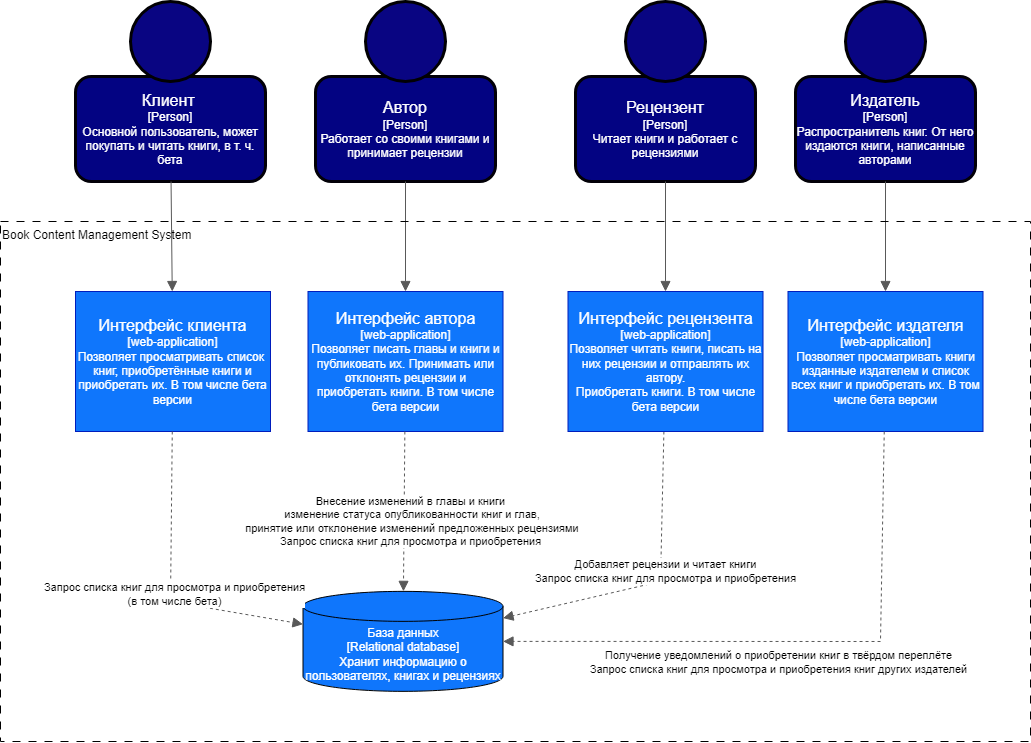 Клиент
[Person]
Основной пользователь, может
покупать и читать книги, в т. ч.
бета
Автор
[Person]
Работает со своими книгами и
принимает рецензии
Рецензент
[Person]
Читает книги и работает с
рецензиями
Издатель
[Person]
Распространитель книг. От него
издаются книги, написанные
авторами
Book Content Management System
Интерфейс клиента
[web-application]
Позволяет просматривать список
книг, приобретённые книги и
приобретать их. В том числе бета
версии
Интерфейс автора
[web-application]
Позволяет писать главы и книги и
публиковать их. Принимать или
отклонять рецензии и
приобретать книги. В том числе
бета версии
Интерфейс рецензента
[web-application]
Позволяет читать книги, писать на
них рецензии и отправлять их
автору.
Приобретать книги. В том числе
бета версии
Интерфейс издателя
[web-application]
Позволяет просматривать книги
изданные издателем и список
всех книг и приобретать их. В том
числе бета версии
Внесение изменений в главы и книги
изменение статуса опубликованности книг и глав,
принятие или отклонение изменений предложенных рецензиями
Запрос списка книг для просмотра и приобретения
Добавляет рецензии и читает книги
Запрос списка книг для просмотра и приобретения
Запрос списка книг для просмотра и приобретения
(в том числе бета)
База данных
[Relational database]
Хранит информацию о
пользователях, книгах и рецензиях
Получение уведомлений о приобретении книг в твёрдом переплёте
Запрос списка книг для просмотра и приобретения книг других издателей